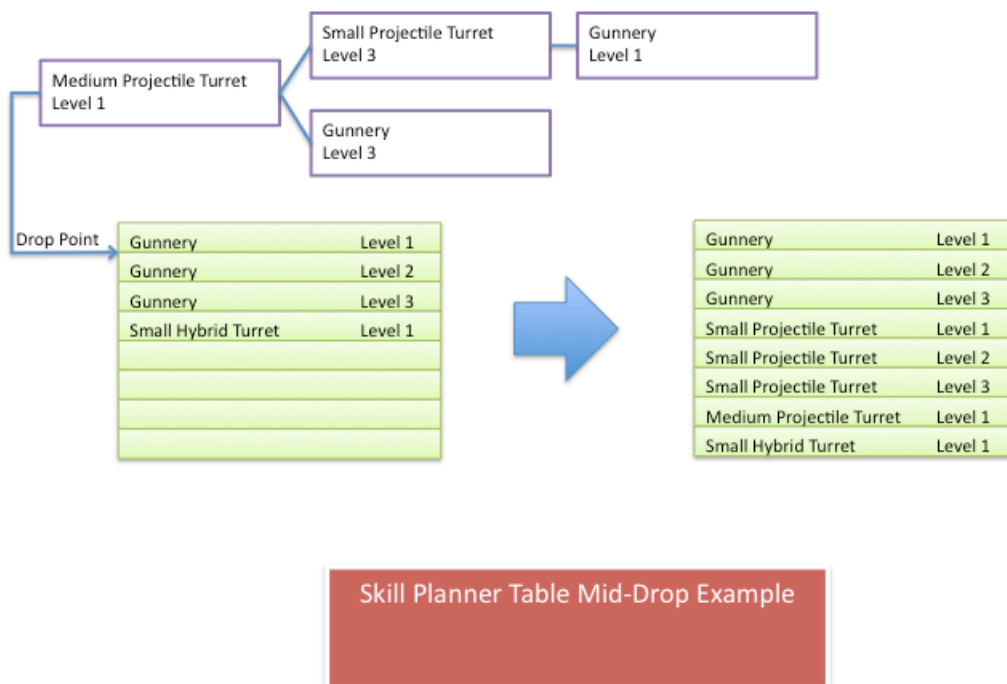 Small Projectile Turret
Level 3
Gunnery
Level 1
Medium Projectile Turret
Level 1
Gunnery
Level 3
Drop Point
Gunnery Level 1
Gunnery Level 2
Gunnery Level 3
Small Hybrid Turret Level 1
Gunnery Level 1
Gunnery Level 2
Gunnery Level 3
Small Projectile Turret Level 1
Small Projectile Turret Level 2
Small Projectile Turret Level 3
Medium Projectile Turret Level 1
Small Hybrid Turret Level 1
Skill Planner Table Mid-Drop Example